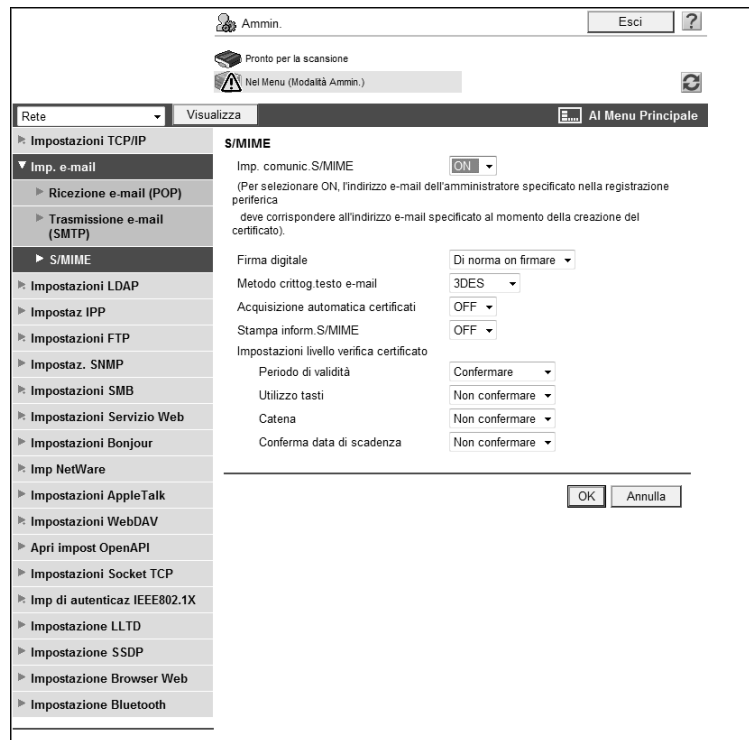 Ammin.
Esci
?
Pronto per la scansione
Nel Menu (Modalità Ammin.)
Rete
Visualizza
Al Menu Principale
Impostazioni TCP/IP
Imp. e-mail
Ricezione e-mail (POP)
Trasmissione e-mail
(SMTP)
S/MIME
Impostazioni LDAP
Impostaz IPP
Impostazioni FTP
Impostaz. SNMP
Impostazioni SMB
Impostazioni Servizio Web
Impostazioni Bonjour
Imp NetWare
Impostazioni AppleTalk
Impostazioni WebDAV
Apri impost OpenAPI
Impostazioni Socket TCP
Imp di autenticaz IEEE802.1X
Impostazione LLTD
Impostazione SSDP
Impostazione Browser Web
Impostazione Bluetooth
S/MIME
Imp. comunic.S/MIME ON
(Per selezionare ON, l'indirizzo e-mail dell'amministratore specificato nella registrazione
periferica
deve corrispondere all'indirizzo e-mail specificato al momento della creazione del
certificato).
Firma digitale Di norma on firmare
Metodo crittog.testo e-mail 3DES
Acquisizione automatica certificati OFF
Stampa inform.S/MIME OFF
Impostazioni livello verifica certificato
Periodo di validità Confermare
Utilizzo tasti Non confermare
Catena Non confermare
Conferma data di scadenza Non confermare
OK Annulla